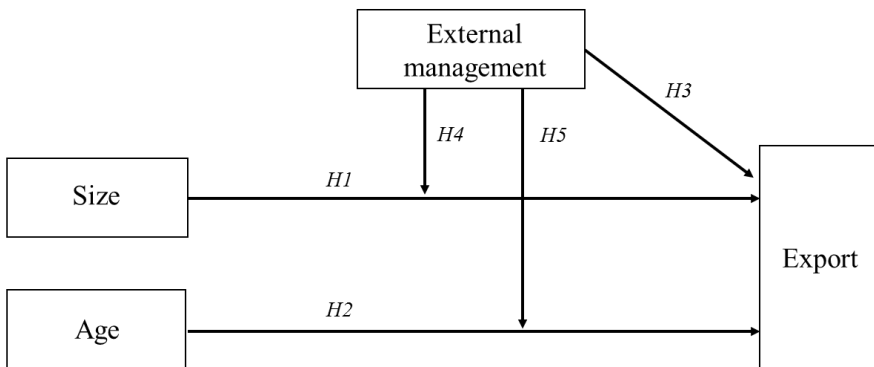 External
management
H3
H4
H5
H1
Size
Export
H2
Age